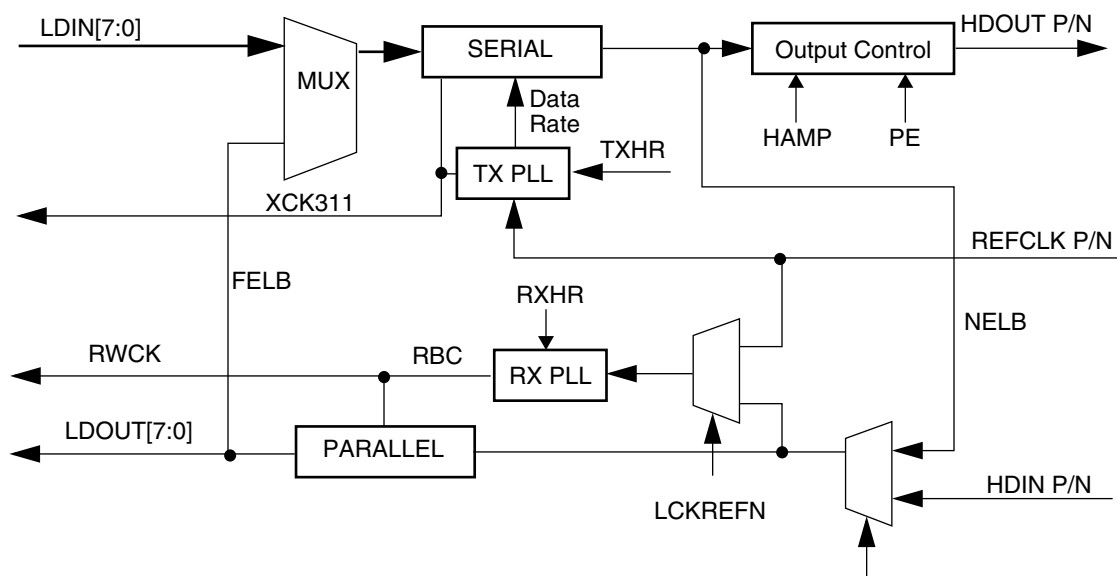 LDIN[7:0]
MUX
SERIAL
Output Control
HDOUT P/N
Data
Rate
HAMP
PE
TX PLL
TXHR
XCK311
REFCLK P/N
FELB
RXHR
NELB
RWCK
RBC
RX PLL
LDOUT[7:0]
PARALLEL
LCKREFN
HDIN P/N